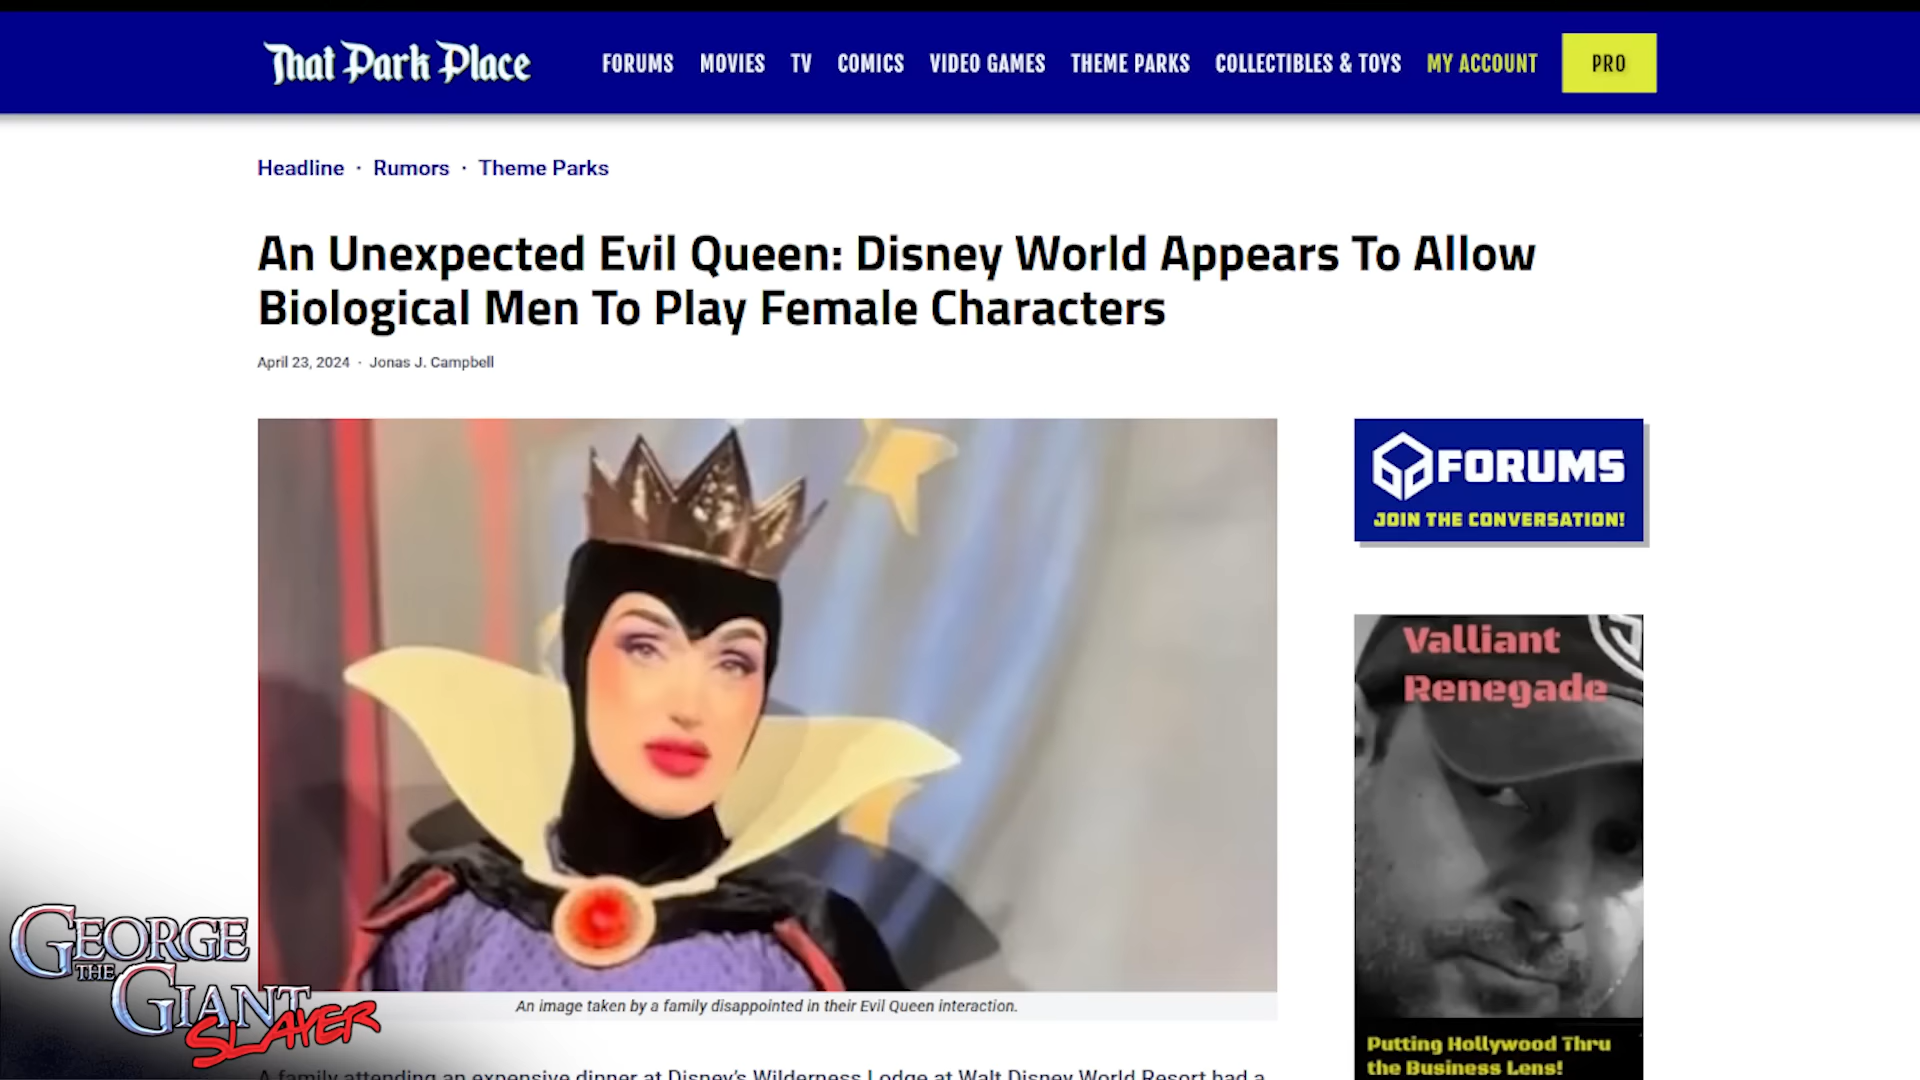 That Park Place
FORUMS MOVIES TV COMICS VIDEO GAMES THEME PARKS COLLECTIBLES & TOYS MY ACCOUNT PRO
Headline · Rumors · Theme Parks
An Unexpected Evil Queen: Disney World Appears To Allow
Biological Men To Play Female Characters
April 23, 2024 · Jonas J. Campbell
FORUMS
JOIN THE CONVERSATION!
Valliant
Renegade
An image taken by a family disappointed in their Evil Queen interaction.
Putting Hollywood Thru
the Business Lens!
GEORGE
THE
GIANT
SLAYER
A family attending an expensive dinner at Disney's Wilderness Lodge at Walt Disney World Resort had a